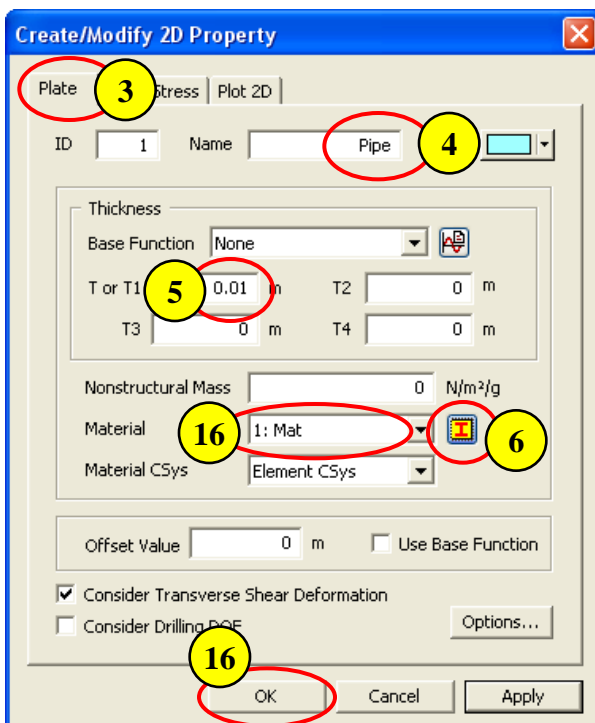 Create/Modify 2D Property
Plate 3 Stress Plot 2D
ID 1 Name Pipe 4
Thickness
Base Function None
T or T1 5 0.01 m T2 0 m
T3 0 m T4 0 m
Nonstructural Mass 0 N/m²/g
Material 16 1: Mat 6
Material CSys Element CSys
Offset Value 0 m Use Base Function
Consider Transverse Shear Deformation
Consider Drilling DOF Options...
16
OK Cancel Apply